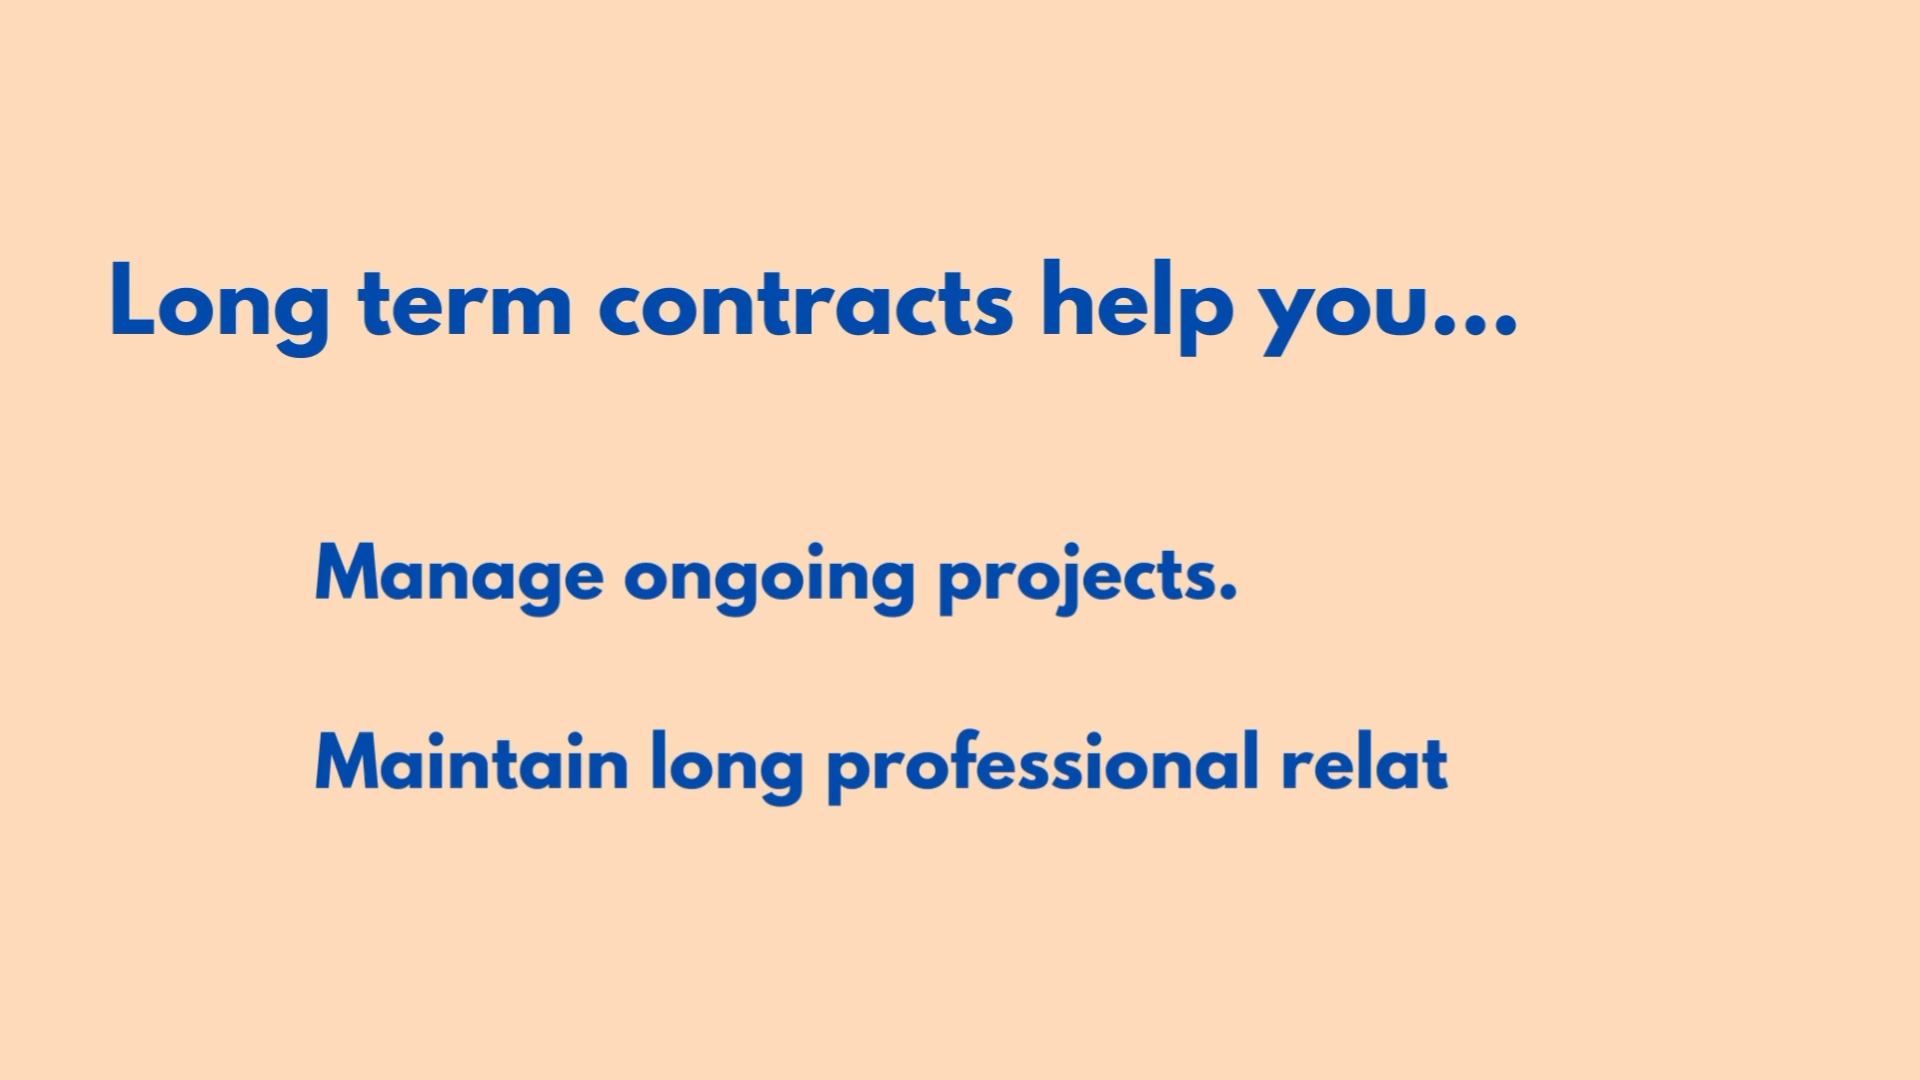 Long term contracts help you...
Manage ongoing projects.
Maintain long professional relat